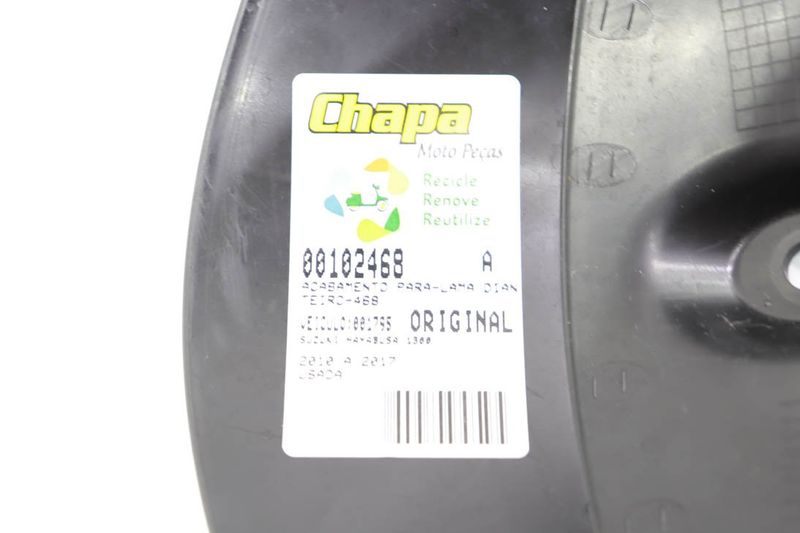 Chapa
Moto Peças
Recicle
Renove
Reutilize
00102468 A
ACABAMENTO PARA-LAMA DIAN
TEIRO-468
VEICULO:001795 ORIGINAL
SUZUKI HAYABUSA 1300
2010 A 2017
USADA